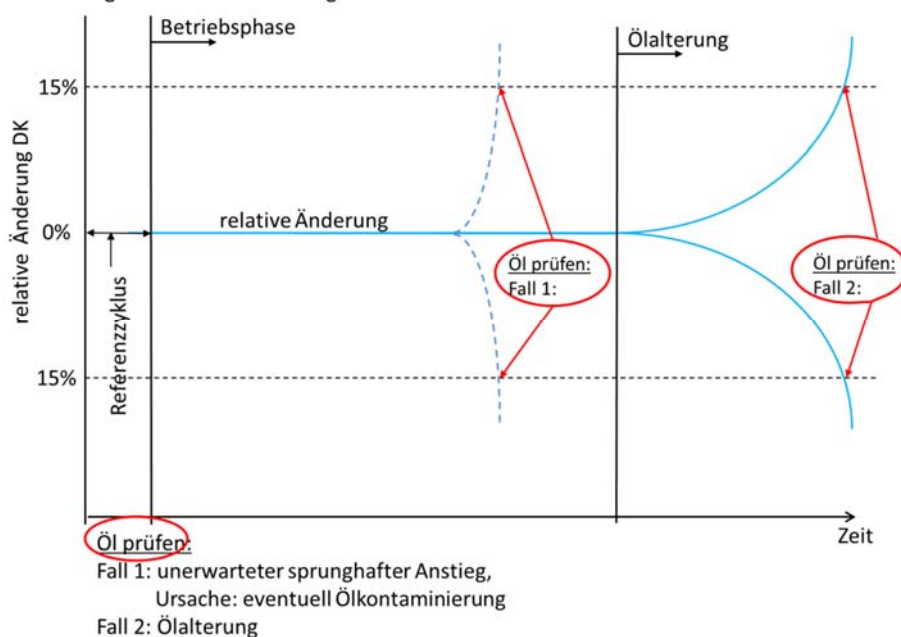 Betriebsphase
Ölalterung
15%
relative Änderung DK
relative Änderung
0%
Referenzzyklus
Öl prüfen:
Fall 1:
Öl prüfen:
Fall 2:
15%
Zeit
Öl prüfen:
Fall 1: unerwarteter sprunghafter Anstieg,
Ursache: eventuell Ölkontaminierung
Fall 2: Ölalterung